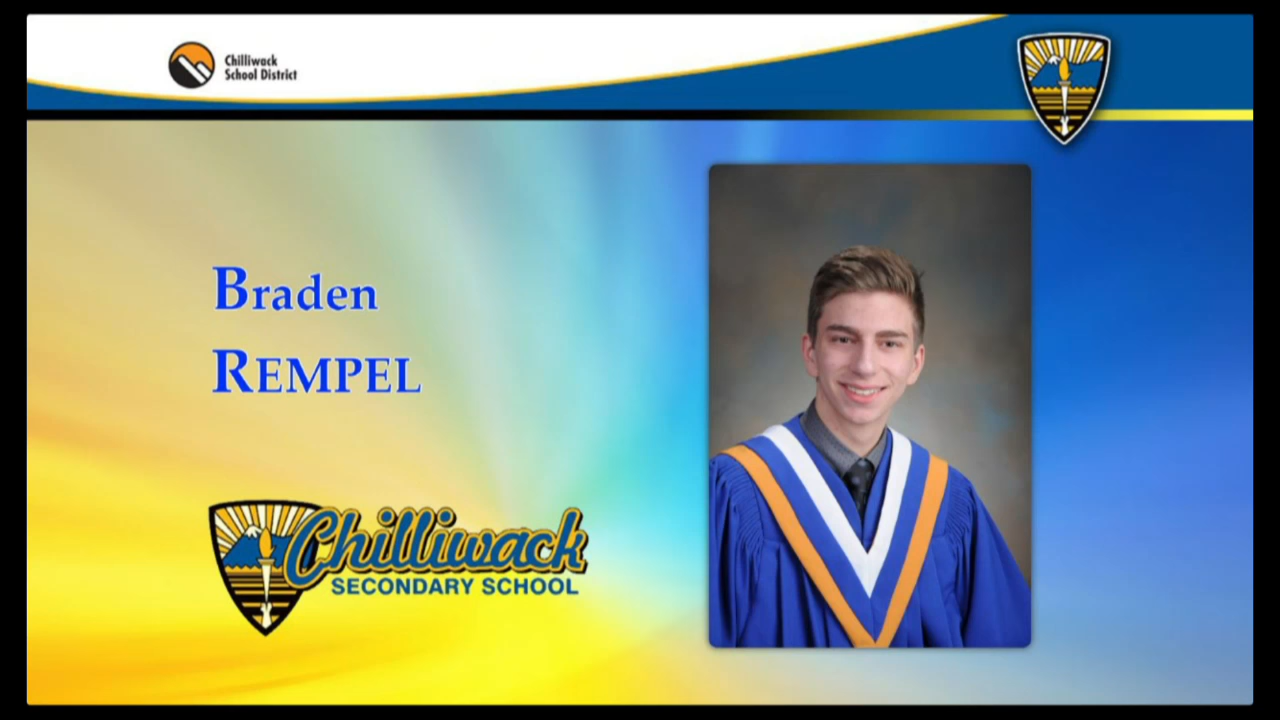 Chilliwack
School District
Braden
REMPEL
Chilliwack
SECONDARY SCHOOL